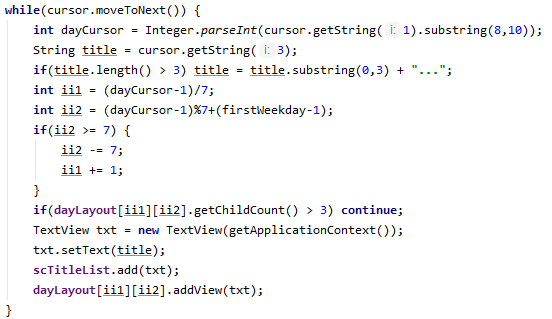 while(cursor.moveToNext()) {
    int dayCursor = Integer.parseInt(cursor.getString( i: 1).substring(8,10));
    String title = cursor.getString( i: 3);
    if(title.length() > 3) title = title.substring(0,3) + "...";
    int ii1 = (dayCursor-1)/7;
    int ii2 = (dayCursor-1)%7+(firstWeekday-1);
    if(ii2 >= 7) {
        ii2 -= 7;
        ii1 += 1;
    }
    if(dayLayout[ii1][ii2].getChildCount() > 3) continue;
    TextView txt = new TextView(getApplicationContext());
    txt.setText(title);
    scTitleList.add(txt);
    dayLayout[ii1][ii2].addView(txt);
}